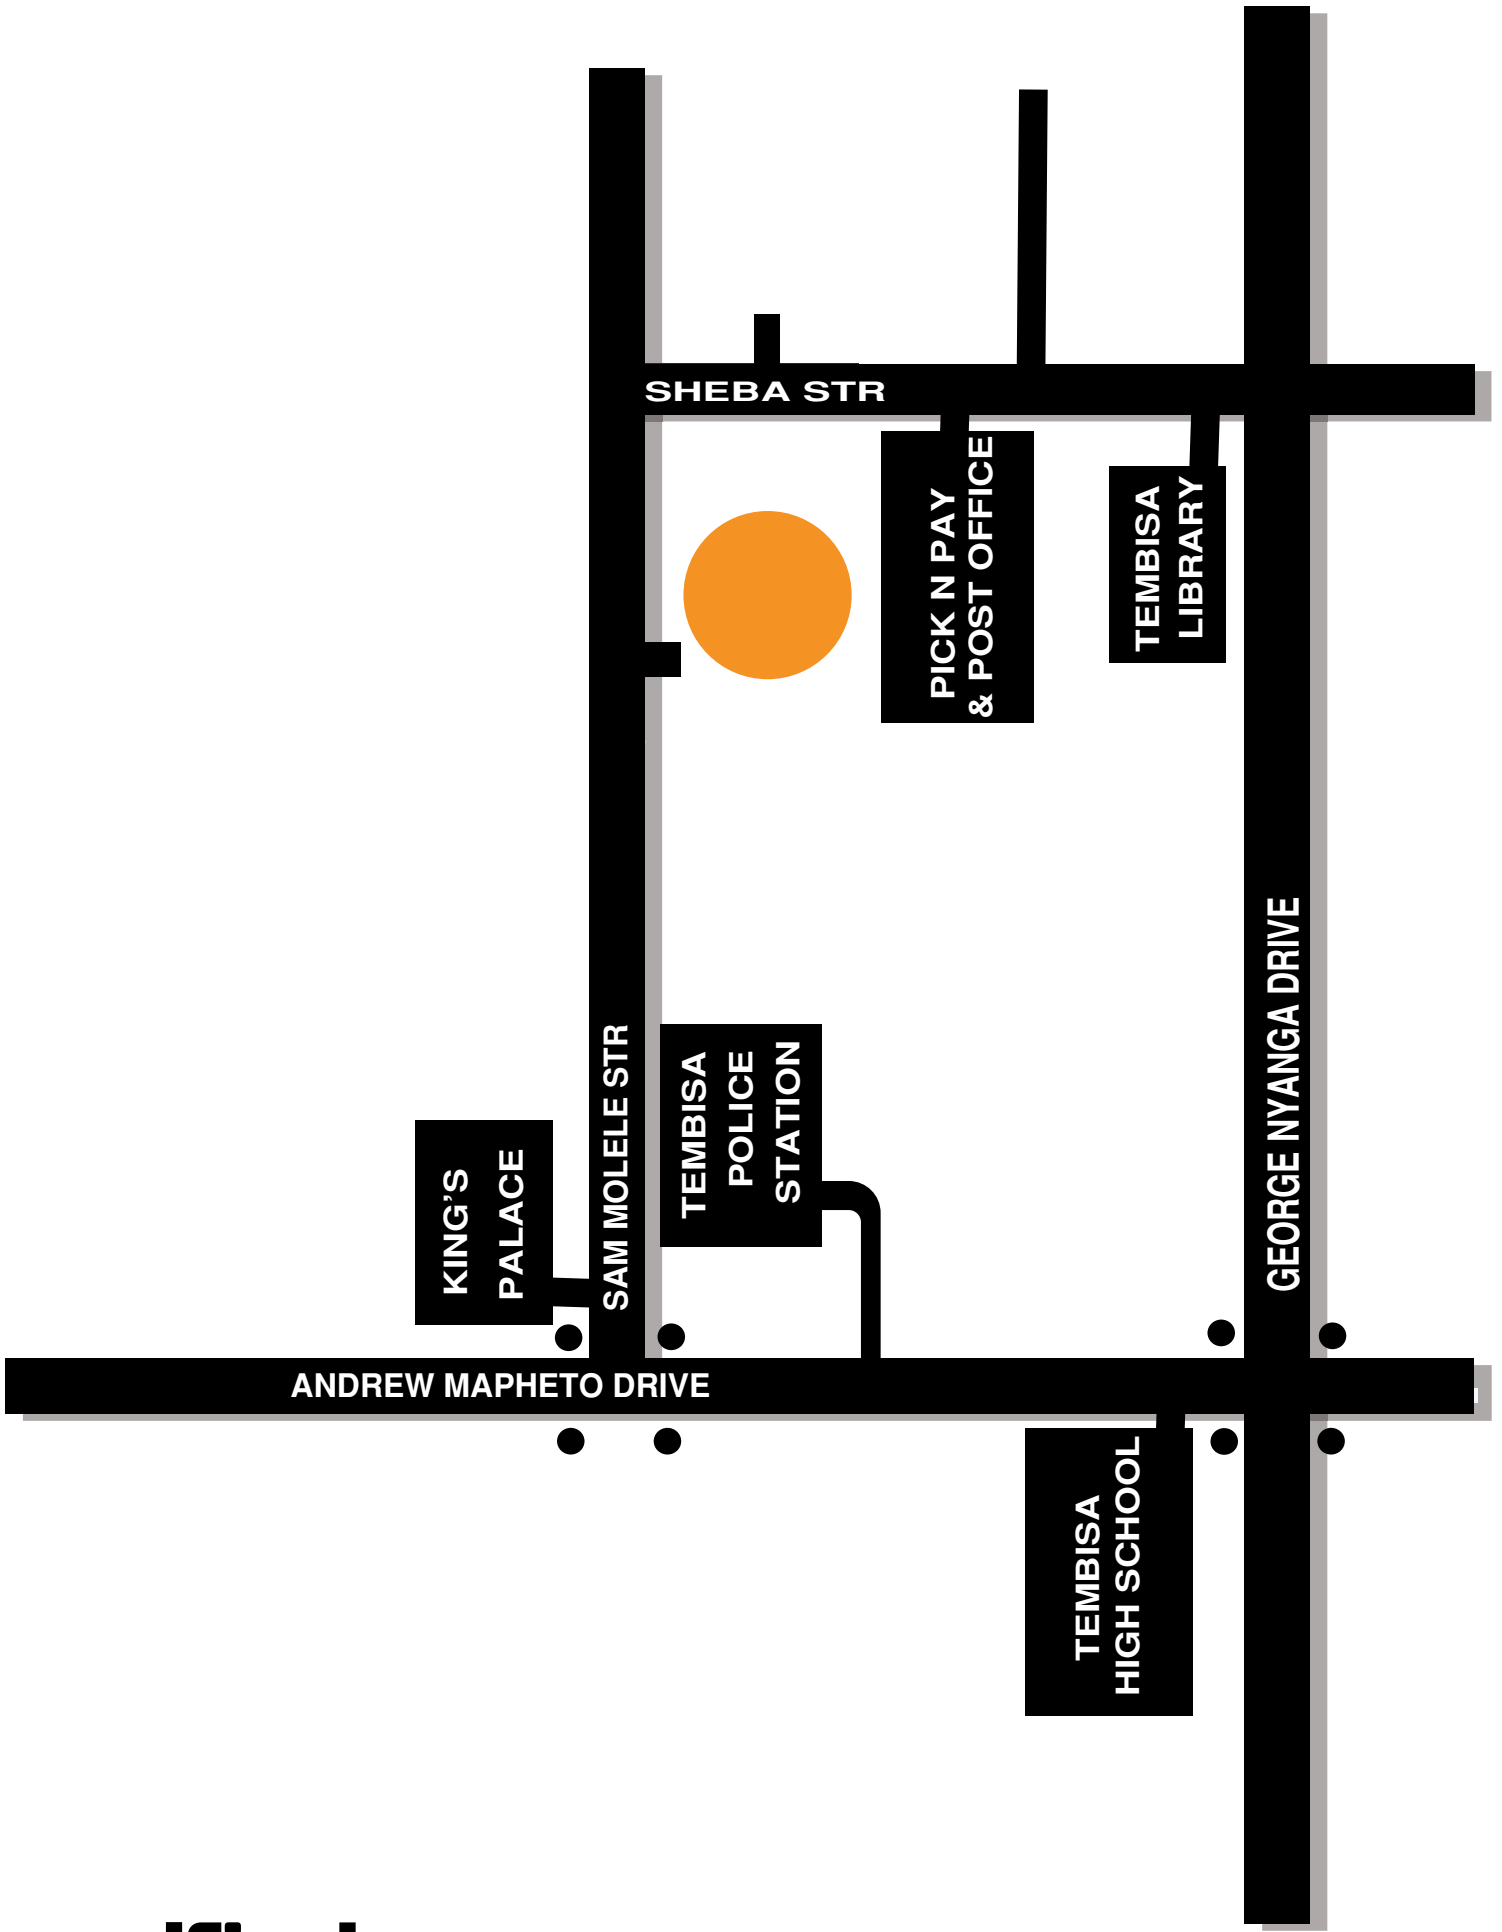 SHEBA STR
PICK N PAY
& POST OFFICE
TEMBISA
LIBRARY
GEORGE NYANGA DRIVE
SAM MOLELE STR
TEMBISA
POLICE
STATION
KING'S
PALACE
ANDREW MAPHETO DRIVE
TEMBISA
HIGH SCHOOL